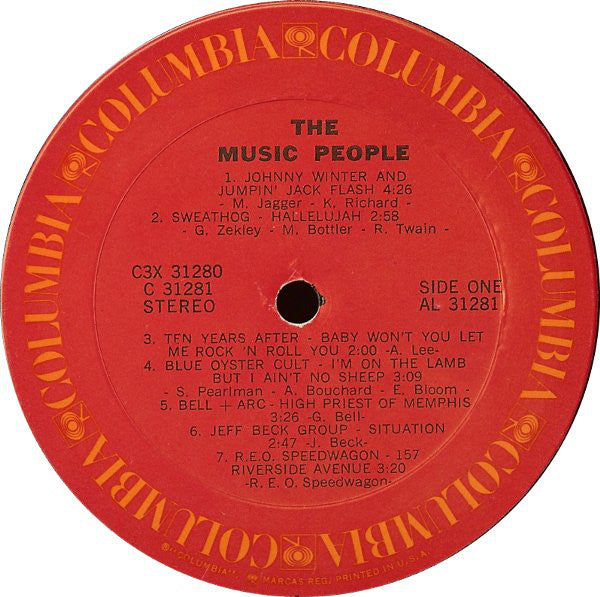 THE
MUSIC PEOPLE
1. JOHNNY WINTER AND
JUMPIN' JACK FLASH 4:26
- M. Jagger - K. Richard -
2. SWEATHOG - HALLELUJAH 2:58
- G. Zekley - M. Bottler - R. Twain -
C3X 31280
C 31281
STEREO
SIDE ONE
AL 31281
3. TEN YEARS AFTER - BABY WON'T YOU LET
ME ROCK 'N ROLL YOU 2:00 -A. Lee-
4. BLUE OYSTER CULT - I'M ON THE LAMB
BUT I AIN'T NO SHEEP 3:09
- S. Pearlman - A. Bouchard - E. Bloom -
5. BELL + ARC - HIGH PRIEST OF MEMPHIS
3:26 -G. Bell-
6. JEFF BECK GROUP - SITUATION
2:47 -J. Beck-
7. R.E.O. SPEEDWAGON - 157
RIVERSIDE AVENUE 3:20
-R. E. O. Speedwagon-
COLUMBIA
COLUMBIA
COLUMBIA
COLUMBIA
COLUMBIA
COLUMBIA
® "COLUMBIA" MARCAS REG. PRINTED IN U.S.A.